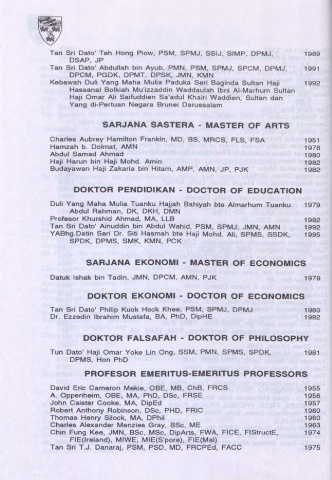 Tan Sri Dato' Teh Hong Piow, PSM, SPMJ, SSIJ, SIMP, DPMJ, 1989
DSAP, JP
Tan Sri Dato' Abdullah bin Ayub, PMN, PSM, SPMJ, SPCM, DPMJ, 1991
DPCM, PGDK, DPMT, DPSK, JMN, KMN
Kebawah Duli Yang Maha Mulia Paduka Seri Baginda Sultan Haji 1992
Hassanal Bolkiah Mu'izzaddin Waddaulah Ibni Al-Marhum Sultan
Haji Omar Ali Saifuddien Sa'adul Khairi Waddien, Sultan dan
Yang di-Pertuan Negara Brunei Darussalam
SARJANA SASTERA - MASTER OF ARTS
Charles Aubrey Hamilton Franklin, MD, BS, MRCS, FLS, FSA 1951
Hamzah b. Dolmat, AMN 1978
Abdul Samad Ahmad 1980
Haji Harun bin Haji Mohd. Amin 1982
Budayawan Haji Zakaria bin Hitam, AMP, AMN, JP, PJK 1982
DOKTOR PENDIDIKAN - DOCTOR OF EDUCATION
Duli Yang Maha Mulia Tuanku Hajjah Bahiyah bte Almarhum Tuanku 1979
Abdul Rahman, DK, DKH, DMN
Profesor Khurshid Ahmad, MA, LLB 1982
Tan Sri Dato' Ainuddin bin Abdul Wahid, PSM, SPMJ, JMN, AMN 1992
YABhg.Datin Seri Dr. Siti Hasmah bte Haji Mohd. Ali, SPMS, SSDK, 1995
SPDK, DPMS, SMK, KMN, PCK
SARJANA EKONOMI - MASTER OF ECONOMICS
Datuk Ishak bin Tadin, JMN, DPCM, AMN, PJK 1978
DOKTOR EKONOMI - DOCTOR OF ECONOMICS
Tan Sri Dato' Philip Kuok Hock Khee, PSM, SPMJ, DPMJ 1980
Dr. Ezzedin Ibrahim Mustafa, BA, PhD, DipHE 1982
DOKTOR FALSAFAH - DOKTOR OF PHILOSOPHY
Tun Dato' Haji Omar Yoke Lin Ong, SSM, PMN, SPMS, SPDK, 1981
DPMS, Hon PhD
PROFESOR EMERITUS-EMERITUS PROFESSORS
David Eric Cameron Mekie, OBE, MB, ChB, FRCS 1955
A. Oppenheim, OBE, MA, PhD, DSc, FRSE 1956
John Caister Cooke, MA, DipEd 1957
Robert Anthony Robinson, DSc, PHD, FRIC 1960
Thomas Henry Silcock, MA, DPhil 1960
Charles Alexander Menzies Gray, BSc, ME 1963
Chin Fung Kee, JMN, BSc, MSc, DipArts, FWA, FICE, FIStructE, 1974
FIE(Ireland), MIWE, MIE(S'pore), FIE(Mal)
Tan Sri T.J. Danaraj, PSM, PSD, MD, FRCPEd, FACC 1975